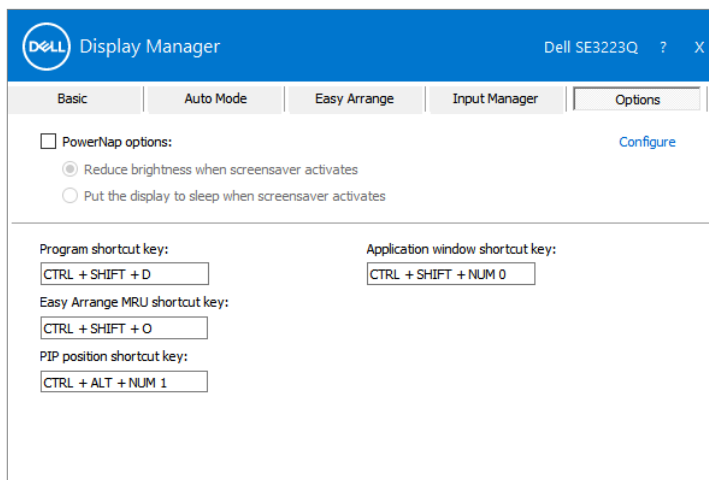 DELL Display Manager Dell SE3223Q ? X
Basic Auto Mode Easy Arrange Input Manager Options
PowerNap options: Configure
Reduce brightness when screensaver activates
Put the display to sleep when screensaver activates
Program shortcut key: Application window shortcut key:
CTRL + SHIFT + D CTRL + SHIFT + NUM 0
Easy Arrange MRU shortcut key:
CTRL + SHIFT + O
PIP position shortcut key:
CTRL + ALT + NUM 1